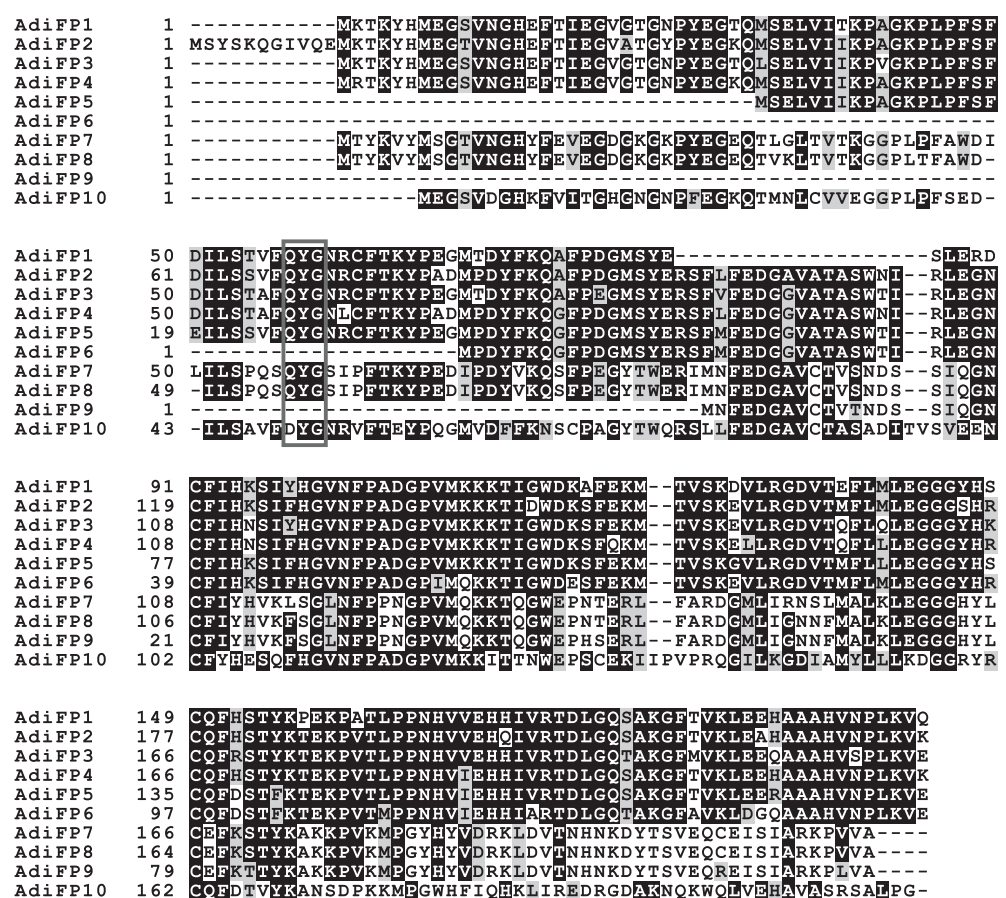 AdiFP1 1 -----------MKTKYHMEGSVNGHEFTIEGVGTGNPYEGTQMSELVITKPAGKPLPFSF
AdiFP2 1 MSYSKQGIVQEMKTKYHMEGTVNGHEFTIEGVATGYPYEGKQMSELVIIKPAGKPLPFSF
AdiFP3 1 -----------MKTKYHMEGSVNGHEFTIEGVGTGNPYEGTQLSELVIIKPVGKPLPFSF
AdiFP4 1 -----------MRTKYHMEGSVNGHEFTIEGVGTGNPYEGKQMSELVIIKPAGKPLPFSF
AdiFP5 1 ------------------------------------------MSELVIIKPAGKPLPFSF
AdiFP6 1 ------------------------------------------------------------
AdiFP7 1 -----------MTYKVYMSGTVNGHYFEVEGDGKGKPYEGEQTLGLTVTKGGPLPFAWDI
AdiFP8 1 -----------MTYKVYMSGTVNGHYFEVEGDGKGKPYEGEQTVKLTVTKGGPLTFAWD-
AdiFP9 1 ------------------------------------------------------------
AdiFP10 1 -----------------MEGSVDGHKFVITGHGNGNPFEGKQTMNLCVVEGGPLPFSED-
AdiFP1 50 DILSTVFQYGNRCFTKYPEGMTDYFKQAFPDGMSYE-------------------SLERD
AdiFP2 61 DILSSVFQYGNRCFTKYPADMPDYFKQAFPDGMSYERSFLFEDGAVATASWNI--RLEGN
AdiFP3 50 DILSTAFQYGNRCFTKYPEGMTDYFKQAFPEGMSYERSFVFEDGGVATASWTI--RLEGN
AdiFP4 50 DILSTAFQYGNLCFTKYPADMPDYFKQAFPDGMSYERSFLFEDGGVATASWTI--RLEGN
AdiFP5 19 EILSSVFQYGNRCFTKYPEGMPDYFKQGFPDGMSYERSFMFEDGGVATASWTI--RLEGN
AdiFP6 1 --------------------MPDYFKQGFPDGMSYERSFMFEDGGVATASWTI--RLEGN
AdiFP7 50 LILSPQSQYGSIPFTKYPEDIPDYVKQSFPEGYTWERIMNFEDGAVCTVSNDS--SIQGN
AdiFP8 49 -ILSPQSQYGSIPFTKYPEDIPDYVKQSFPEGYTWERIMNFEDGAVCTVSNDS--SIQGN
AdiFP9 1 --------------------------------------MNFEDGAVCTVTNDS--SIQGN
AdiFP10 43 -ILSAVFDYGNRVFTEYPQGMVDFFKNSCPAGYTWQRSLLFEDGAVCTASADITVSVEEN
AdiFP1 91 CFIHKSIYHGVNFPADGPVMKKKTIGWDKAFEKM--TVSKDVLRGDVTEFLMLEGGGYHS
AdiFP2 119 CFIHKSIFHGVNFPADGPVMKKKTIDWDKSFEKM--TVSKEVLRGDVTMFLMLEGGGSHR
AdiFP3 108 CFIHNSIYHGVNFPADGPVMKKKTIGWDKSFEKM--TVSKEVLRGDVTQFLQLEGGGYHK
AdiFP4 108 CFIHNSIFHGVNFPADGPVMKKKTIGWDKSFQKM--TVSKELLRGDVTQFLLLEGGGYHR
AdiFP5 77 CFIHKSIFHGVNFPADGPVMKKKTIGWDKSFEKM--TVSKEVLRGDVTMFLLLEGGGYHS
AdiFP6 39 CFIHKSIFHGVNFPADGPIMQKKTIGWDESFEKM--TVSKEVLRGDVTMFLMLEGGGYHR
AdiFP7 108 CFIYHVKLSGLNFPPNGPVMQKKTQGWEPNTERL--FARDGMLIRNSLMALKLEGGGHYL
AdiFP8 106 CFIYHVKFSGLNFPPNGPVMQKKTQGWEPNTERL--FARDGMLIGNNFMALKLEGGGHYL
AdiFP9 21 CFIYHVKFSGLNFPPNGPVMQKKTQGWEPHSERL--FARDGMLIGNNFMALKLEGGGHYL
AdiFP10 102 CFYHESQFHGVNFPADGPVMKKITTNWEPSCEKIIPVPRQGILKGDIAMYLLLKDGGRYR
AdiFP1 149 CQFHSTYKPEKPATLPPNHVVEHHIVRTDLGQSAKGFTVKLEEHAAAHVNPLKVQ
AdiFP2 177 CQFHSTYKTEKPVTLPPNHVVEHQIVRTDLGQSAKGFTVKLEAHAAAHVNPLKVK
AdiFP3 166 CQFRSTYKTEKPVTLPPNHVVEHHIVRTDLGQTAKGFMVKLEEQAAAHVSPLKVE
AdiFP4 166 CQFHSTYKTEKPVTLPPNHVIEHHIVRTDLGQSAKGFTVKLEEHAAAHVNPLKVK
AdiFP5 135 CQFDSTFKTEKPVTLPPNHVIEHHIVRTDLGQSAKGFTVKLEERAAAHVNPLKVE
AdiFP6 97 CQFDSTFKTEKPVTMPPNHVIEHHIARTDLGQTAVGFTAKLDGQAAAHVNPLKVE
AdiFP7 166 CEFKSTYKAKKPVKMPGYHYVDRKLDVTNHNKDYTSVEQCEISIARKPVVA----
AdiFP8 164 CEFKSTYKAKKPVKMPGYHYVDRKLDVTNHNKDYTSVEQCEISIARKPVVA----
AdiFP9 79 CEFKTTYKAKKPVKMPGYHYVDRKLDVTNHNKDYTSVEQREISIARKPLVA----
AdiFP10 162 CQFDTVYKANSDPKKMPGWHFIQHKLIREDRGDAKNQKWQLVEHAVASRSALPG-